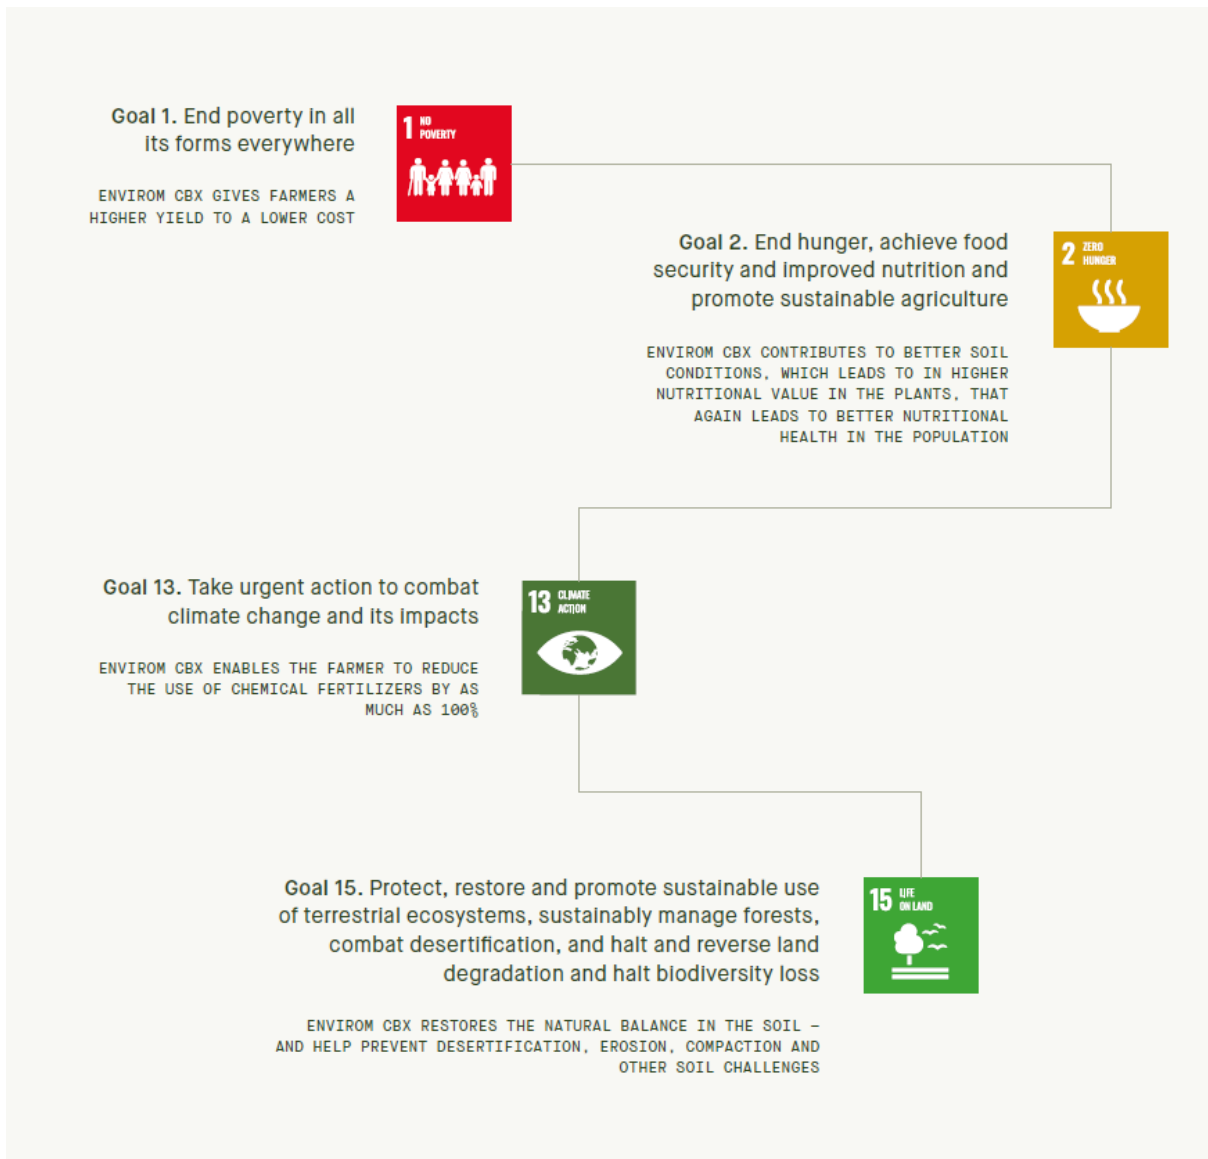 Goal 1. End poverty in all
its forms everywhere
ENVIROM CBX GIVES FARMERS A
HIGHER YIELD TO A LOWER COST
1 NO
POVERTY
Goal 2. End hunger, achieve food
security and improved nutrition and
promote sustainable agriculture
ENVIROM CBX CONTRIBUTES TO BETTER SOIL
CONDITIONS, WHICH LEADS TO IN HIGHER
NUTRITIONAL VALUE IN THE PLANTS, THAT
AGAIN LEADS TO BETTER NUTRITIONAL
HEALTH IN THE POPULATION
2 ZERO
HUNGER
Goal 13. Take urgent action to combat
climate change and its impacts
ENVIROM CBX ENABLES THE FARMER TO REDUCE
THE USE OF CHEMICAL FERTILIZERS BY AS
MUCH AS 100%
13 CLIMATE
ACTION
Goal 15. Protect, restore and promote sustainable use
of terrestrial ecosystems, sustainably manage forests,
combat desertification, and halt and reverse land
degradation and halt biodiversity loss
ENVIROM CBX RESTORES THE NATURAL BALANCE IN THE SOIL –
AND HELP PREVENT DESERTIFICATION, EROSION, COMPACTION AND
OTHER SOIL CHALLENGES
15 LIFE
ON LAND